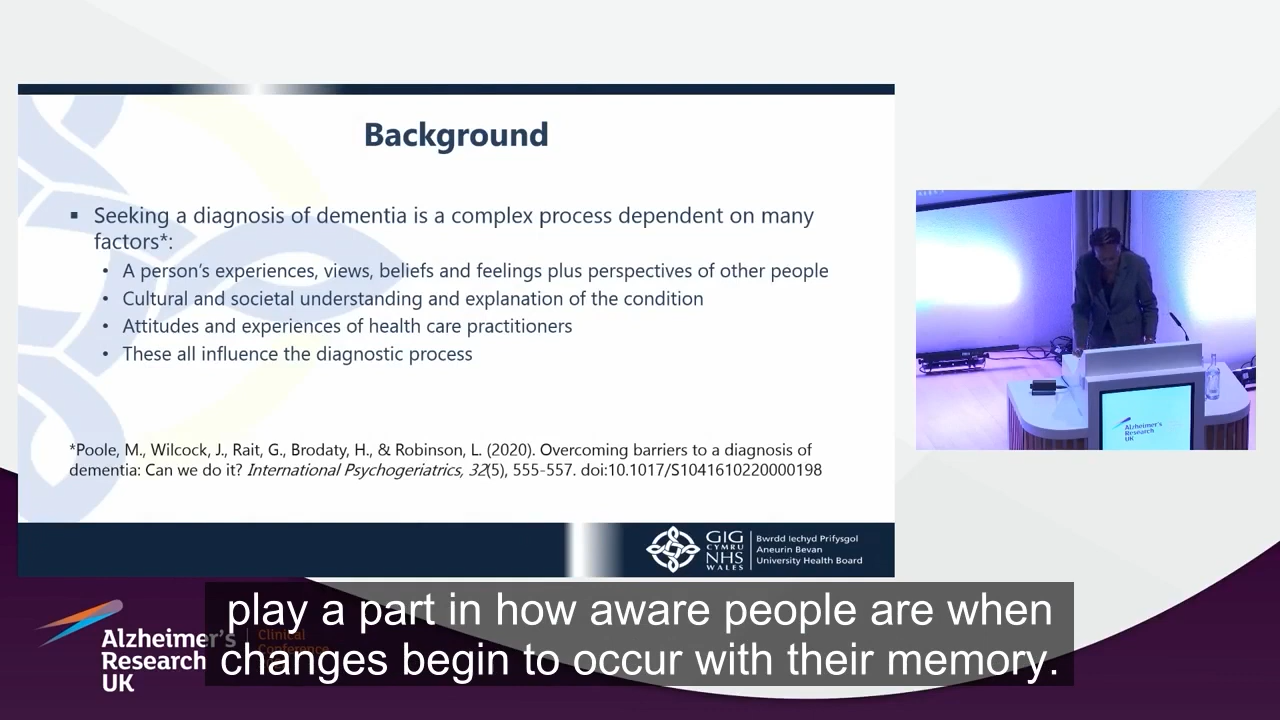 Background
▪ Seeking a diagnosis of dementia is a complex process dependent on many
factors*:
• A person's experiences, views, beliefs and feelings plus perspectives of other people
• Cultural and societal understanding and explanation of the condition
• Attitudes and experiences of health care practitioners
• These all influence the diagnostic process
*Poole, M., Wilcock, J., Rait, G., Brodaty, H., & Robinson, L. (2020). Overcoming barriers to a diagnosis of
dementia: Can we do it? International Psychogeriatrics, 32(5), 555-557. doi:10.1017/S1041610220000198
GIG
CYMRU
NHS
WALES
Bwrdd Iechyd Prifysgol
Aneurin Bevan
University Health Board
Alzheimer's
Research
UK
Alzheimer's
Research
UK
Clinical
Conference
play a part in how aware people are when
changes begin to occur with their memory.